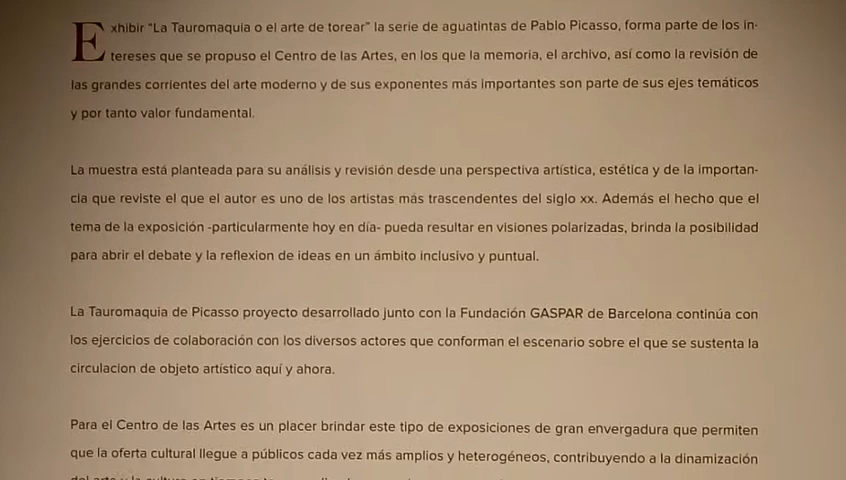 Exhibir "La Tauromaquia o el arte de torear" la serie de aguatintas de Pablo Picasso, forma parte de los in-
tereses que se propuso el Centro de las Artes, en los que la memoria, el archivo, así como la revisión de
las grandes corrientes del arte moderno y de sus exponentes más importantes son parte de sus ejes temáticos
y por tanto valor fundamental.
La muestra está planteada para su análisis y revisión desde una perspectiva artística, estética y de la importan-
cia que reviste el que el autor es uno de los artistas más trascendentes del siglo xx. Además el hecho que el
tema de la exposición -particularmente hoy en día- pueda resultar en visiones polarizadas, brinda la posibilidad
para abrir el debate y la reflexion de ideas en un ámbito inclusivo y puntual.
La Tauromaquia de Picasso proyecto desarrollado junto con la Fundación GASPAR de Barcelona continúa con
los ejercicios de colaboración con los diversos actores que conforman el escenario sobre el que se sustenta la
circulacion de objeto artístico aquí y ahora.
Para el Centro de las Artes es un placer brindar este tipo de exposiciones de gran envergadura que permiten
que la oferta cultural llegue a públicos cada vez más amplios y heterogéneos, contribuyendo a la dinamización